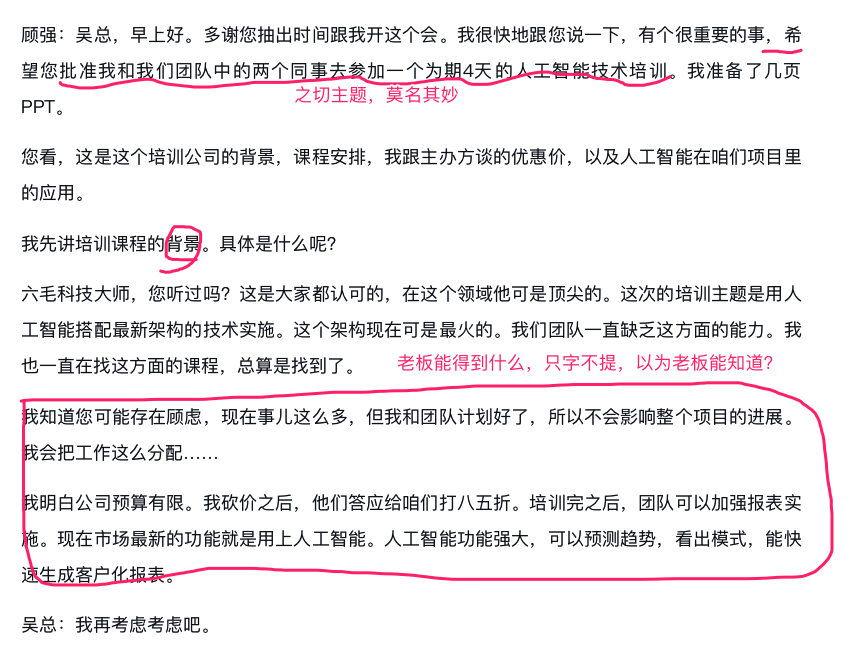 顾强：吴总，早上好。多谢您抽出时间跟我开这个会。我很快地跟您说一下，有个很重要的事，希
望您批准我和我们团队中的两个同事去参加一个为期4天的人工智能技术培训。我准备了几页
之切主题，莫名其妙
PPT。
您看，这是这个培训公司的背景，课程安排，我跟主办方谈的优惠价，以及人工智能在咱们项目里
的应用。
我先讲培训课程的背景。具体是什么呢？
六毛科技大师，您听过吗？这是大家都认可的，在这个领域他可是顶尖的。这次的培训主题是用人
工智能搭配最新架构的技术实施。这个架构现在可是最火的。我们团队一直缺乏这方面的能力。我
也一直在找这方面的课程，总算是找到了。
老板能得到什么，只字不提，以为老板能知道？
我知道您可能存在顾虑，现在事儿这么多，但我和团队计划好了，所以不会影响整个项目的进展。
我会把工作这么分配……
我明白公司预算有限。我砍价之后，他们答应给咱们打八五折。培训完之后，团队可以加强报表实
施。现在市场最新的功能就是用上人工智能。人工智能功能强大，可以预测趋势，看出模式，能快
速生成客户化报表。
吴总：我再考虑考虑吧。